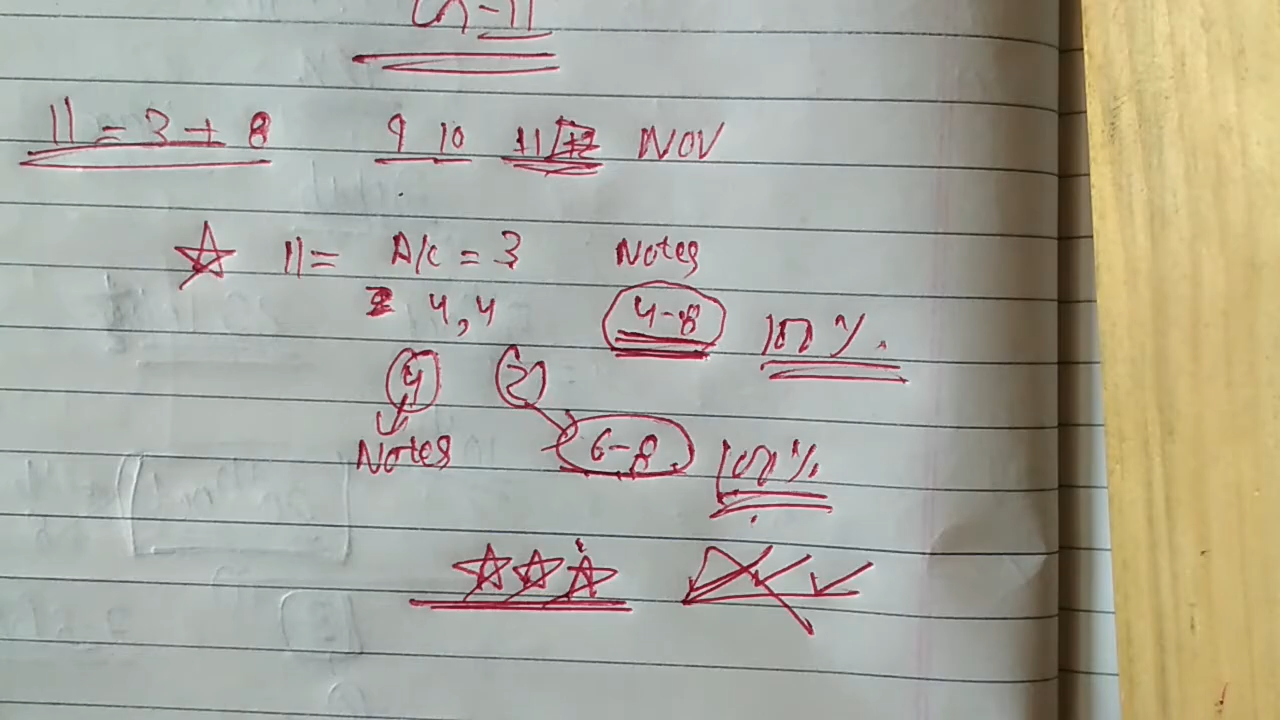 11 = 3 + 8 9 10 11/12 NOV
11 = A/C = 3 Notes
4, 4 4-8 100%.
4
Notes 6-8 100%